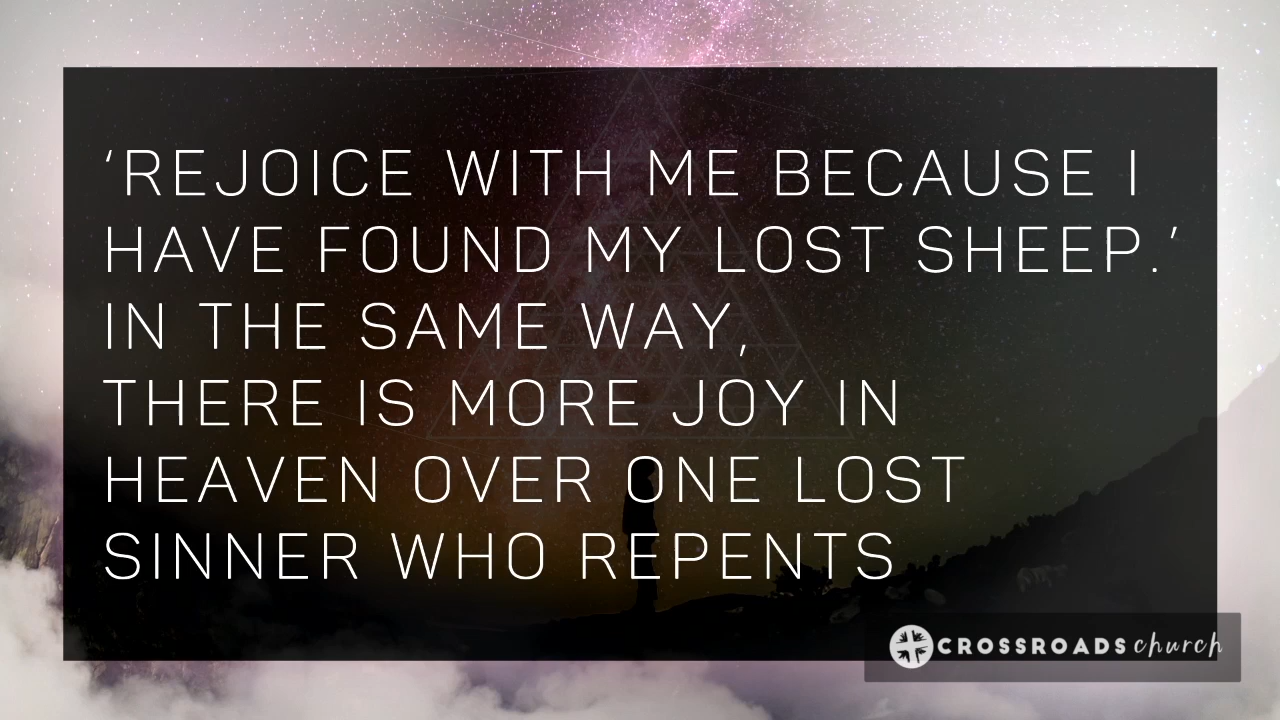 ‘REJOICE WITH ME BECAUSE I
HAVE FOUND MY LOST SHEEP.’
IN THE SAME WAY,
THERE IS MORE JOY IN
HEAVEN OVER ONE LOST
SINNER WHO REPENTS
CROSSROADS church